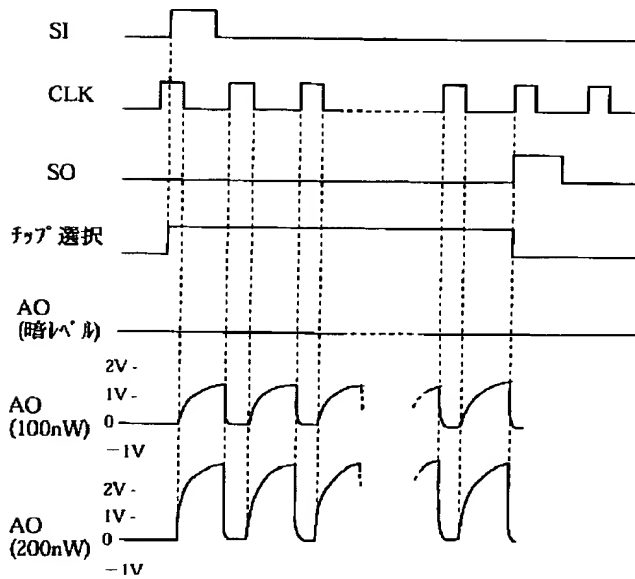 SI
CLK
SO
ﾁｯﾌﾟ選択
AO
(暗ﾚﾍﾞﾙ)
2V -
1V -
AO
(100nW)
0
-1V
2V -
1V -
AO
(200nW)
0
-1V